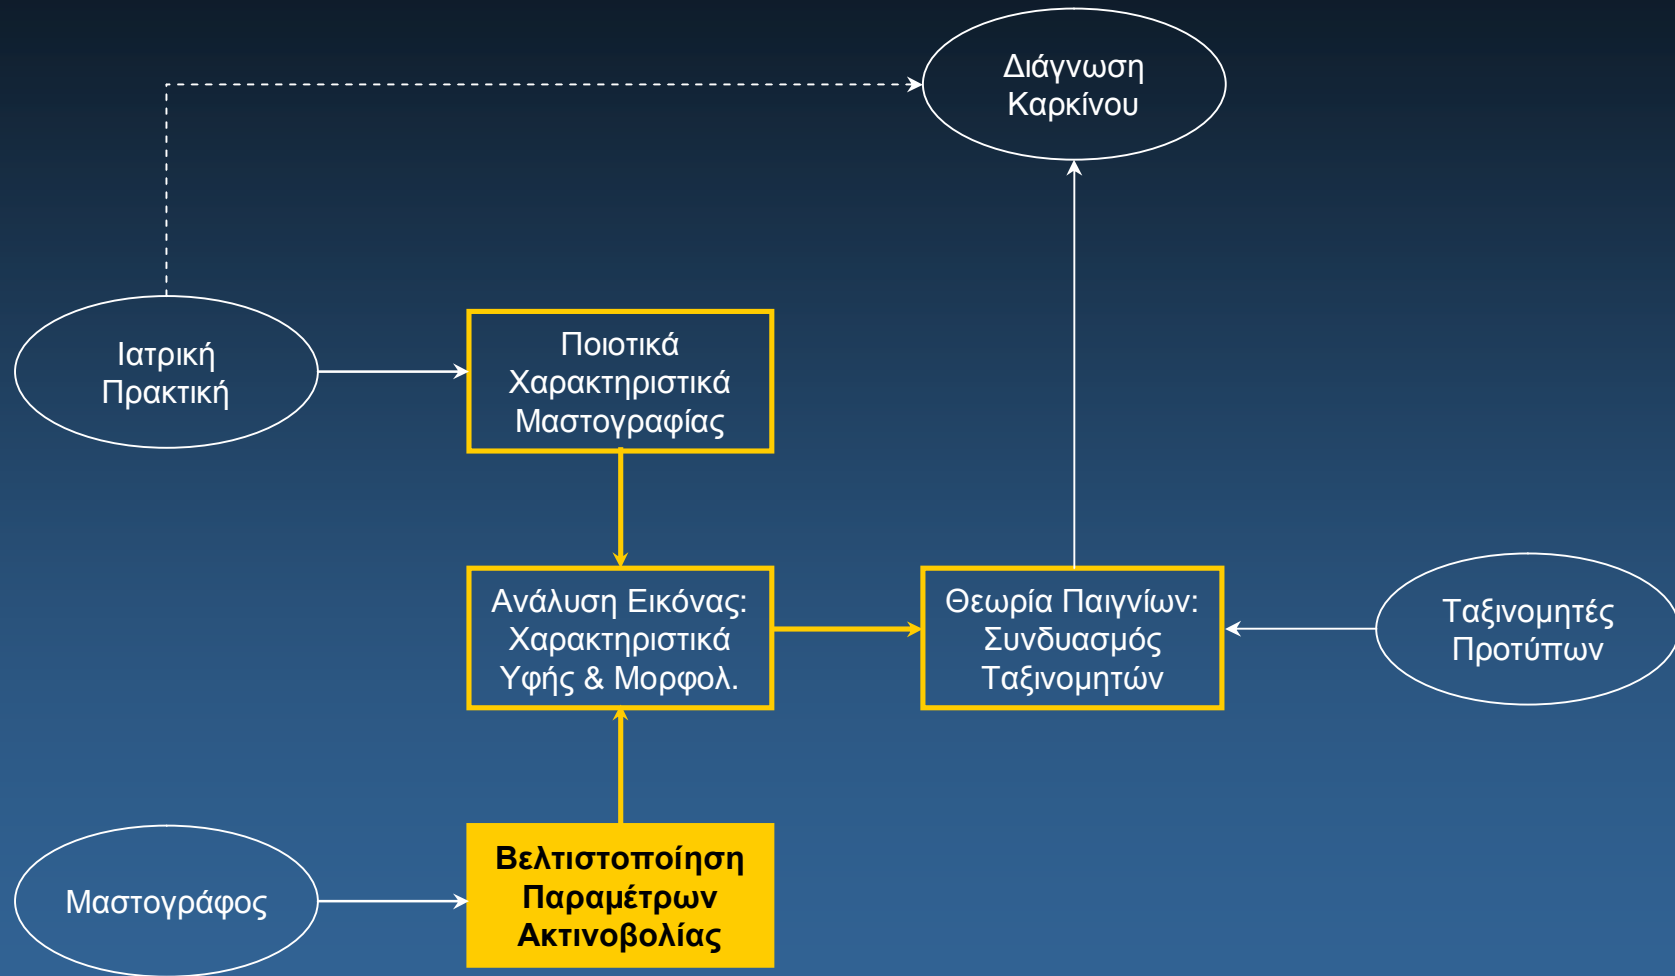 Διάγνωση
Καρκίνου
Ιατρική
Πρακτική
Ποιοτικά
Χαρακτηριστικά
Μαστογραφίας
Ανάλυση Εικόνας:
Χαρακτηριστικά
Υφής & Μορφολ.
Θεωρία Παιγνίων:
Συνδυασμός
Ταξινομητών
Ταξινομητές
Προτύπων
Μαστογράφος
Βελτιστοποίηση
Παραμέτρων
Ακτινοβολίας